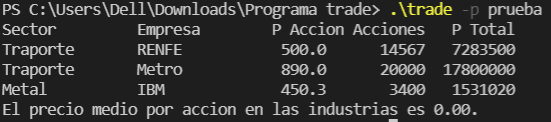 PS C:\Users\Dell\Downloads\Programa trade> .\trade -p prueba
Sector Empresa P Accion Acciones P Total
Traporte RENFE 500.0 14567 7283500
Traporte Metro 890.0 20000 17800000
Metal IBM 450.3 3400 1531020
El precio medio por accion en las industrias es 0.00.